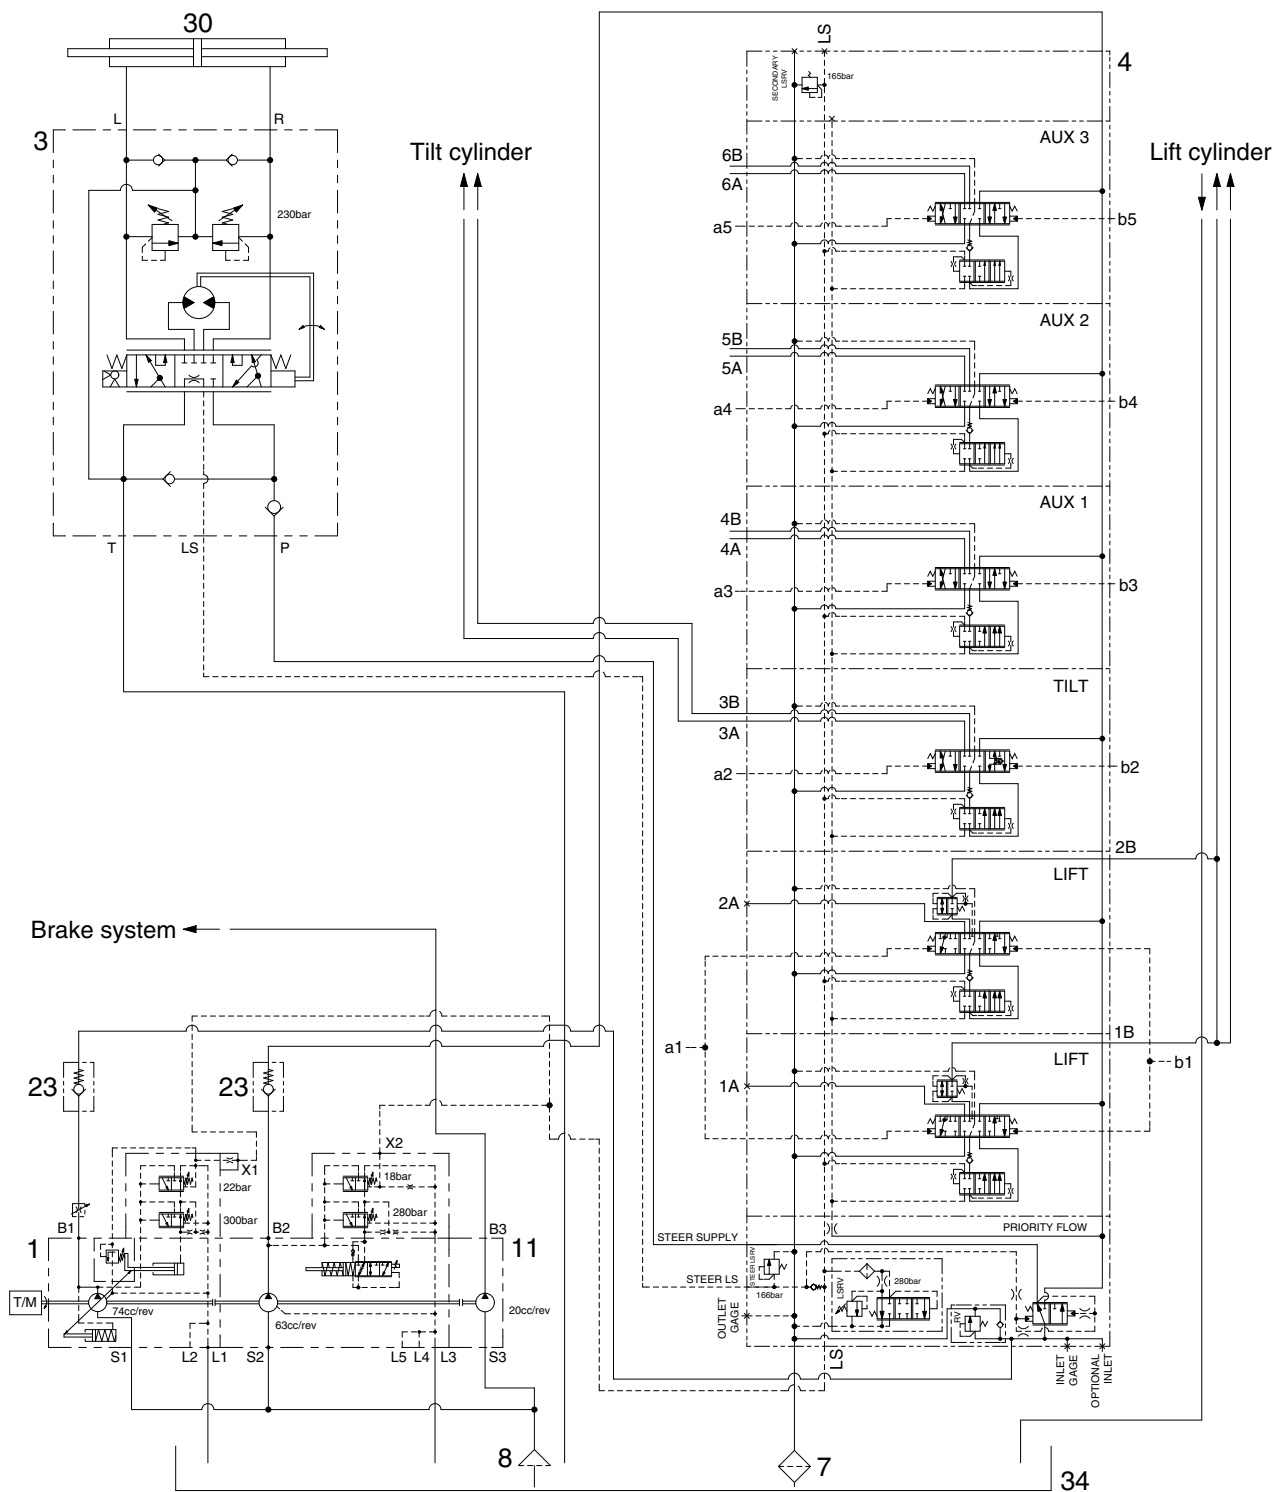 30
LS
4
SECONDARY
LSRV
165bar
L
R
3
AUX 3
Tilt cylinder
Lift cylinder
6B
6A
230bar
a5
b5
AUX 2
5B
5A
a4
b4
AUX 1
4B
4A
T
LS
P
a3
b3
TILT
3B
3A
a2
b2
2B
LIFT
2A
Brake system
1B
a1
LIFT
b1
23
23
1A
X1
X2
22bar
18bar
300bar
280bar
B1
B2
B3
PRIORITY FLOW
STEER SUPPLY
1
11
STEER LSRV
STEER LS
166bar
LSRV
280bar
T/M
74cc/rev
63cc/rev
20cc/rev
OUTLET
GAGE
RV
S1
L2
L1
S2
L5
L4
L3
S3
LS
INLET
GAGE
OPTIONAL
INLET
8
7
34